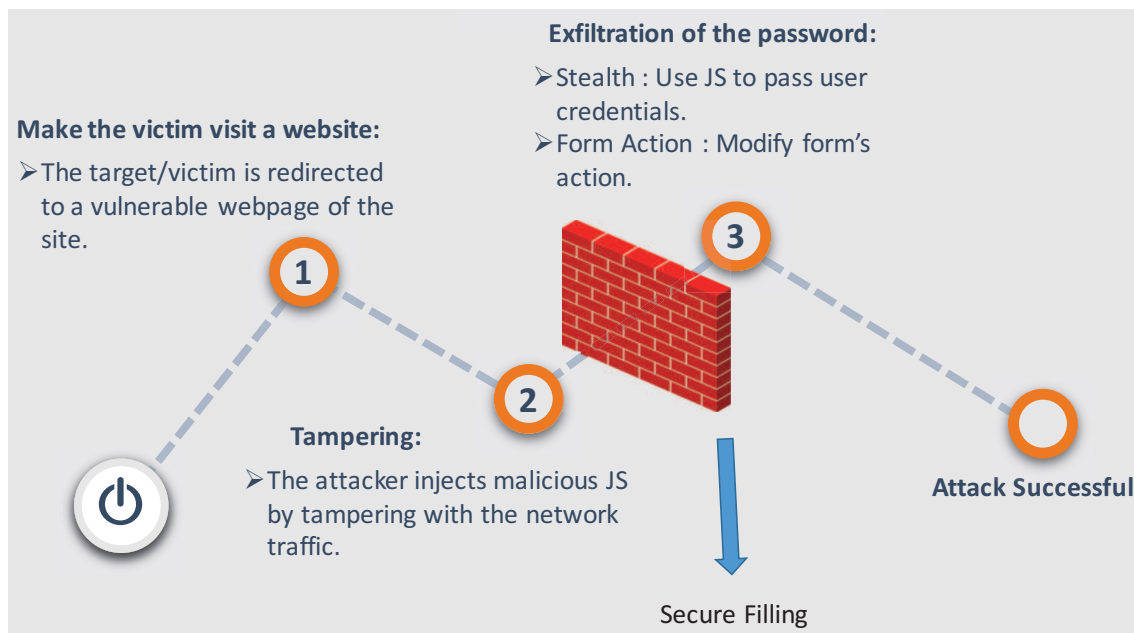 Make the victim visit a website:
➢The target/victim is redirected
to a vulnerable webpage of the
site.
1
2
Tampering:
➢The attacker injects malicious JS
by tampering with the network
traffic.
Exfiltration of the password:
➢Stealth : Use JS to pass user
credentials.
➢Form Action : Modify form's
action.
3
Attack Successful
Secure Filling